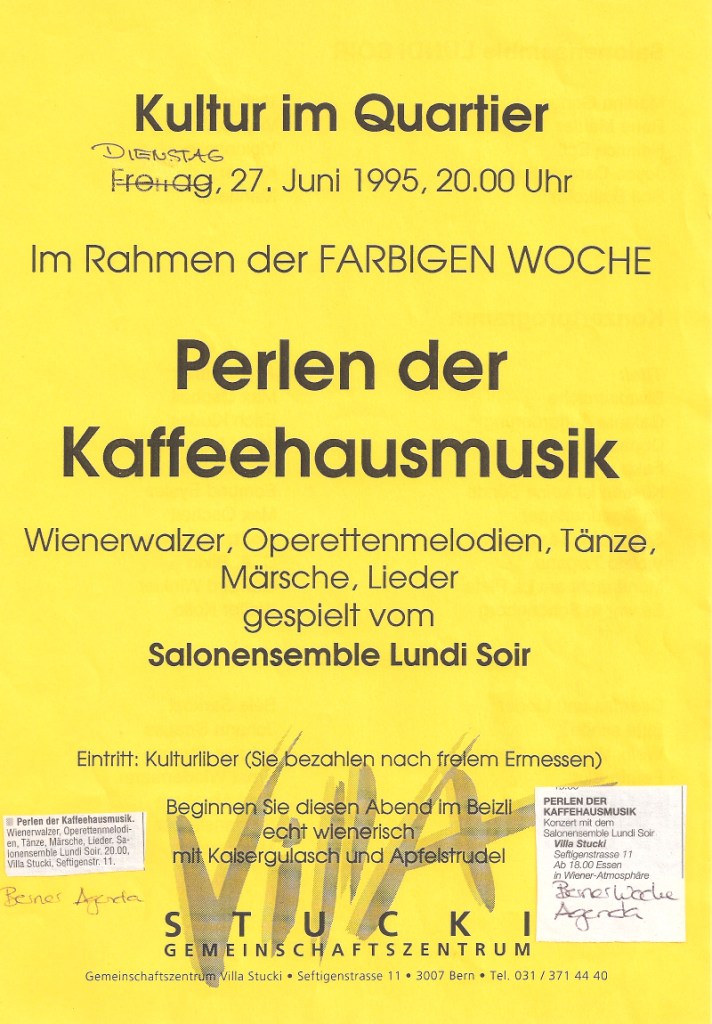 Kultur im Quartier
DIENSTAG
Freitag, 27. Juni 1995, 20.00 Uhr
Im Rahmen der FARBIGEN WOCHE
Perlen der
Kaffeehausmusik
Wienerwalzer, Operettenmelodien, Tänze,
Märsche, Lieder
gespielt vom
Salonensemble Lundi Soir
Eintritt: Kulturliber (Sie bezahlen nach freiem Ermessen)
Beginnen Sie diesen Abend im Beizli
echt wienerisch
mit Kaisergulasch und Apfelstrudel
Perlen der Kaffeehausmusik.
Wienerwalzer, Operettenmelodi-
en, Tänze, Märsche, Lieder. Sa-
lonensemble Lundi Soir. 20.00,
Villa Stucki, Seftigenstr. 11.
Berner Agenda
PERLEN DER
KAFFEEHAUSMUSIK
Konzert mit dem
Salonensemble Lundi Soir
Villa Stucki
Seftigenstrasse 11
Ab 18.00 Essen
in Wiener-Atmosphäre
Berner Woche
Agenda
VILLA
STUCKI
GEMEINSCHAFTSZENTRUM
Gemeinschaftszentrum Villa Stucki • Seftigenstrasse 11 • 3007 Bern • Tel. 031 / 371 44 40